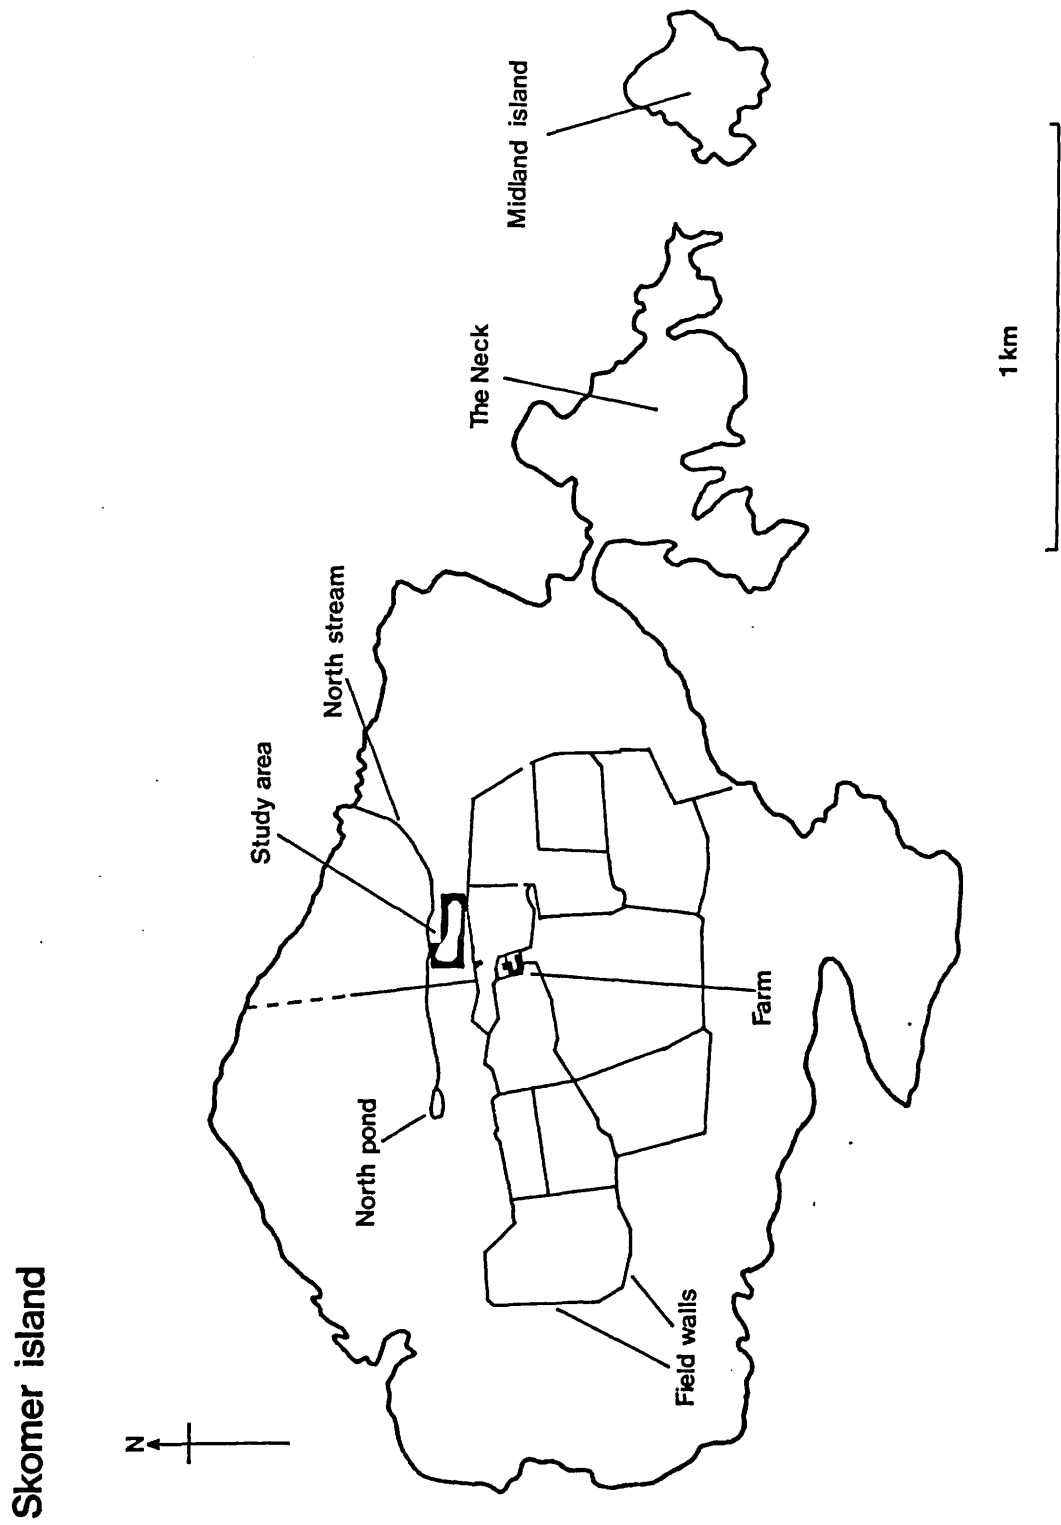 Skomer island
N
Midland island
The Neck
North stream
Study area
North pond
Farm
Field walls
1 km